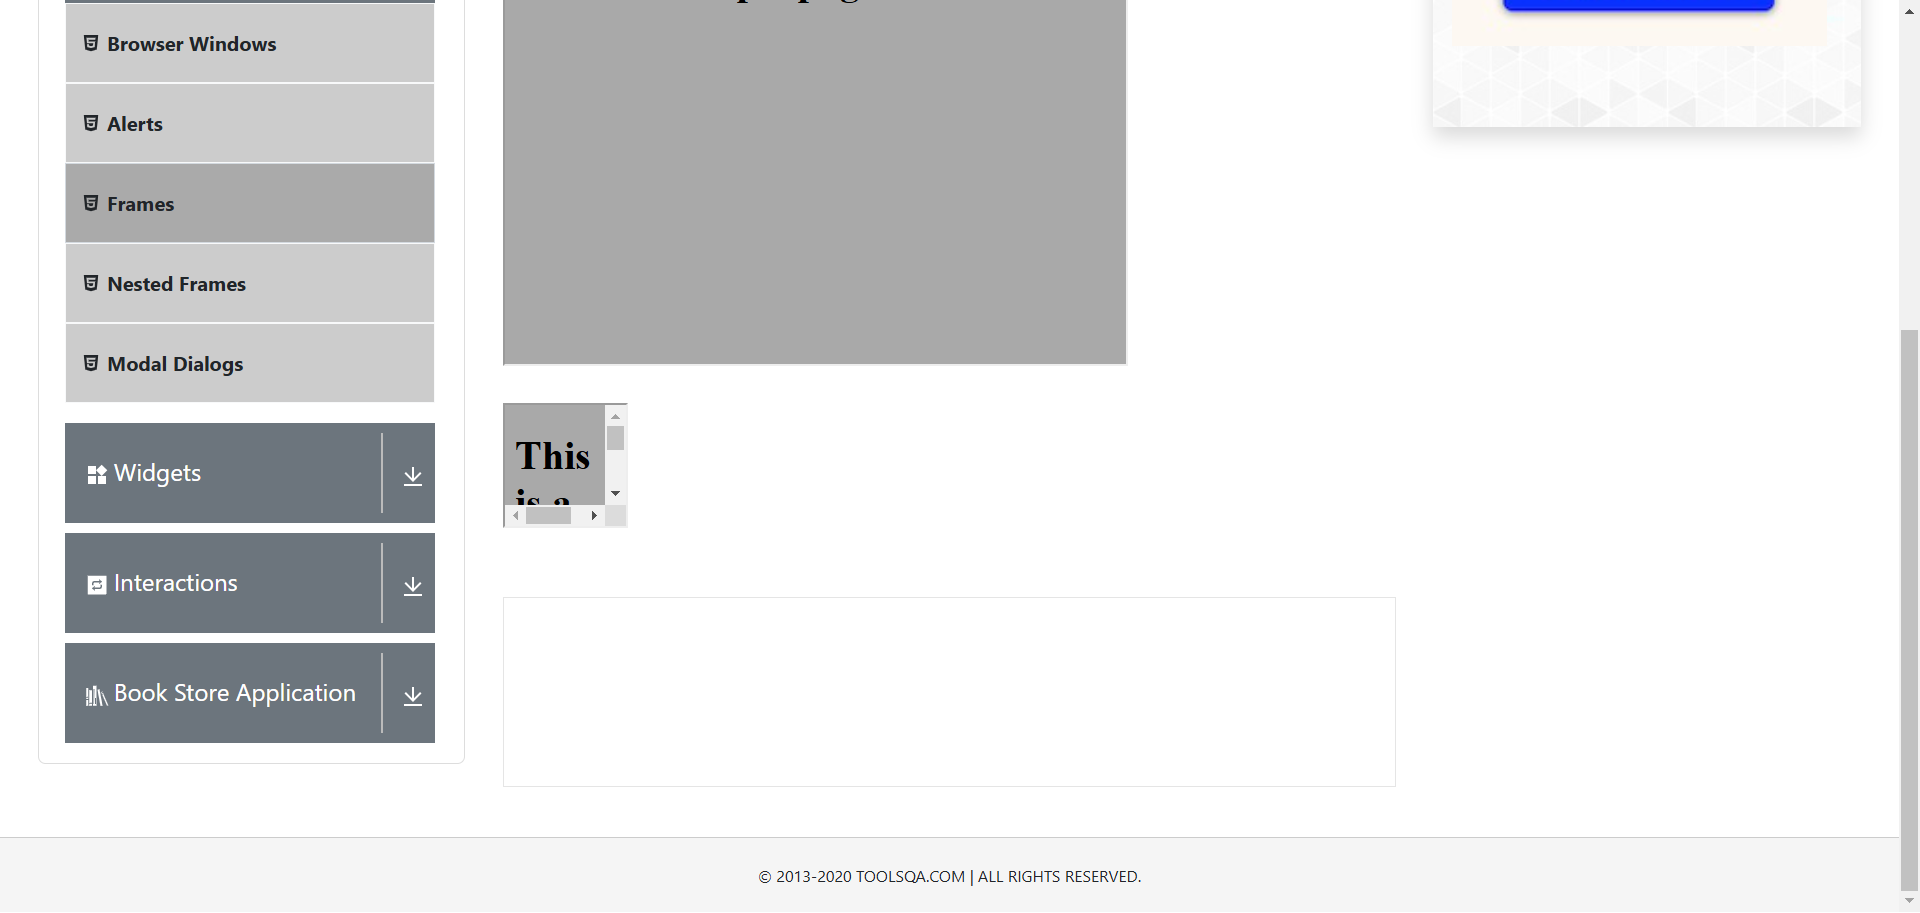 Browser Windows
Alerts
Frames
Nested Frames
Modal Dialogs
Widgets
Interactions
Book Store Application
This
is a
© 2013-2020 TOOLSQA.COM | ALL RIGHTS RESERVED.